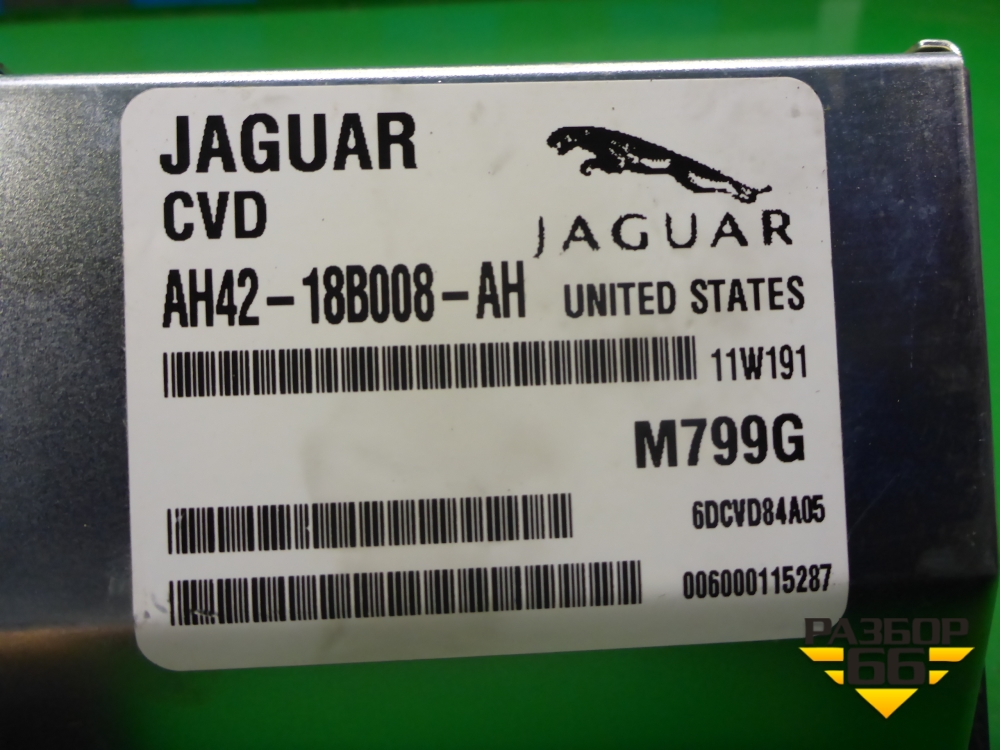 JAGUAR
CVD
JAGUAR
AH42-18B008-AH
UNITED STATES
11W191
M799G
6DCVD84A05
006000115287
РАЗБОР
66